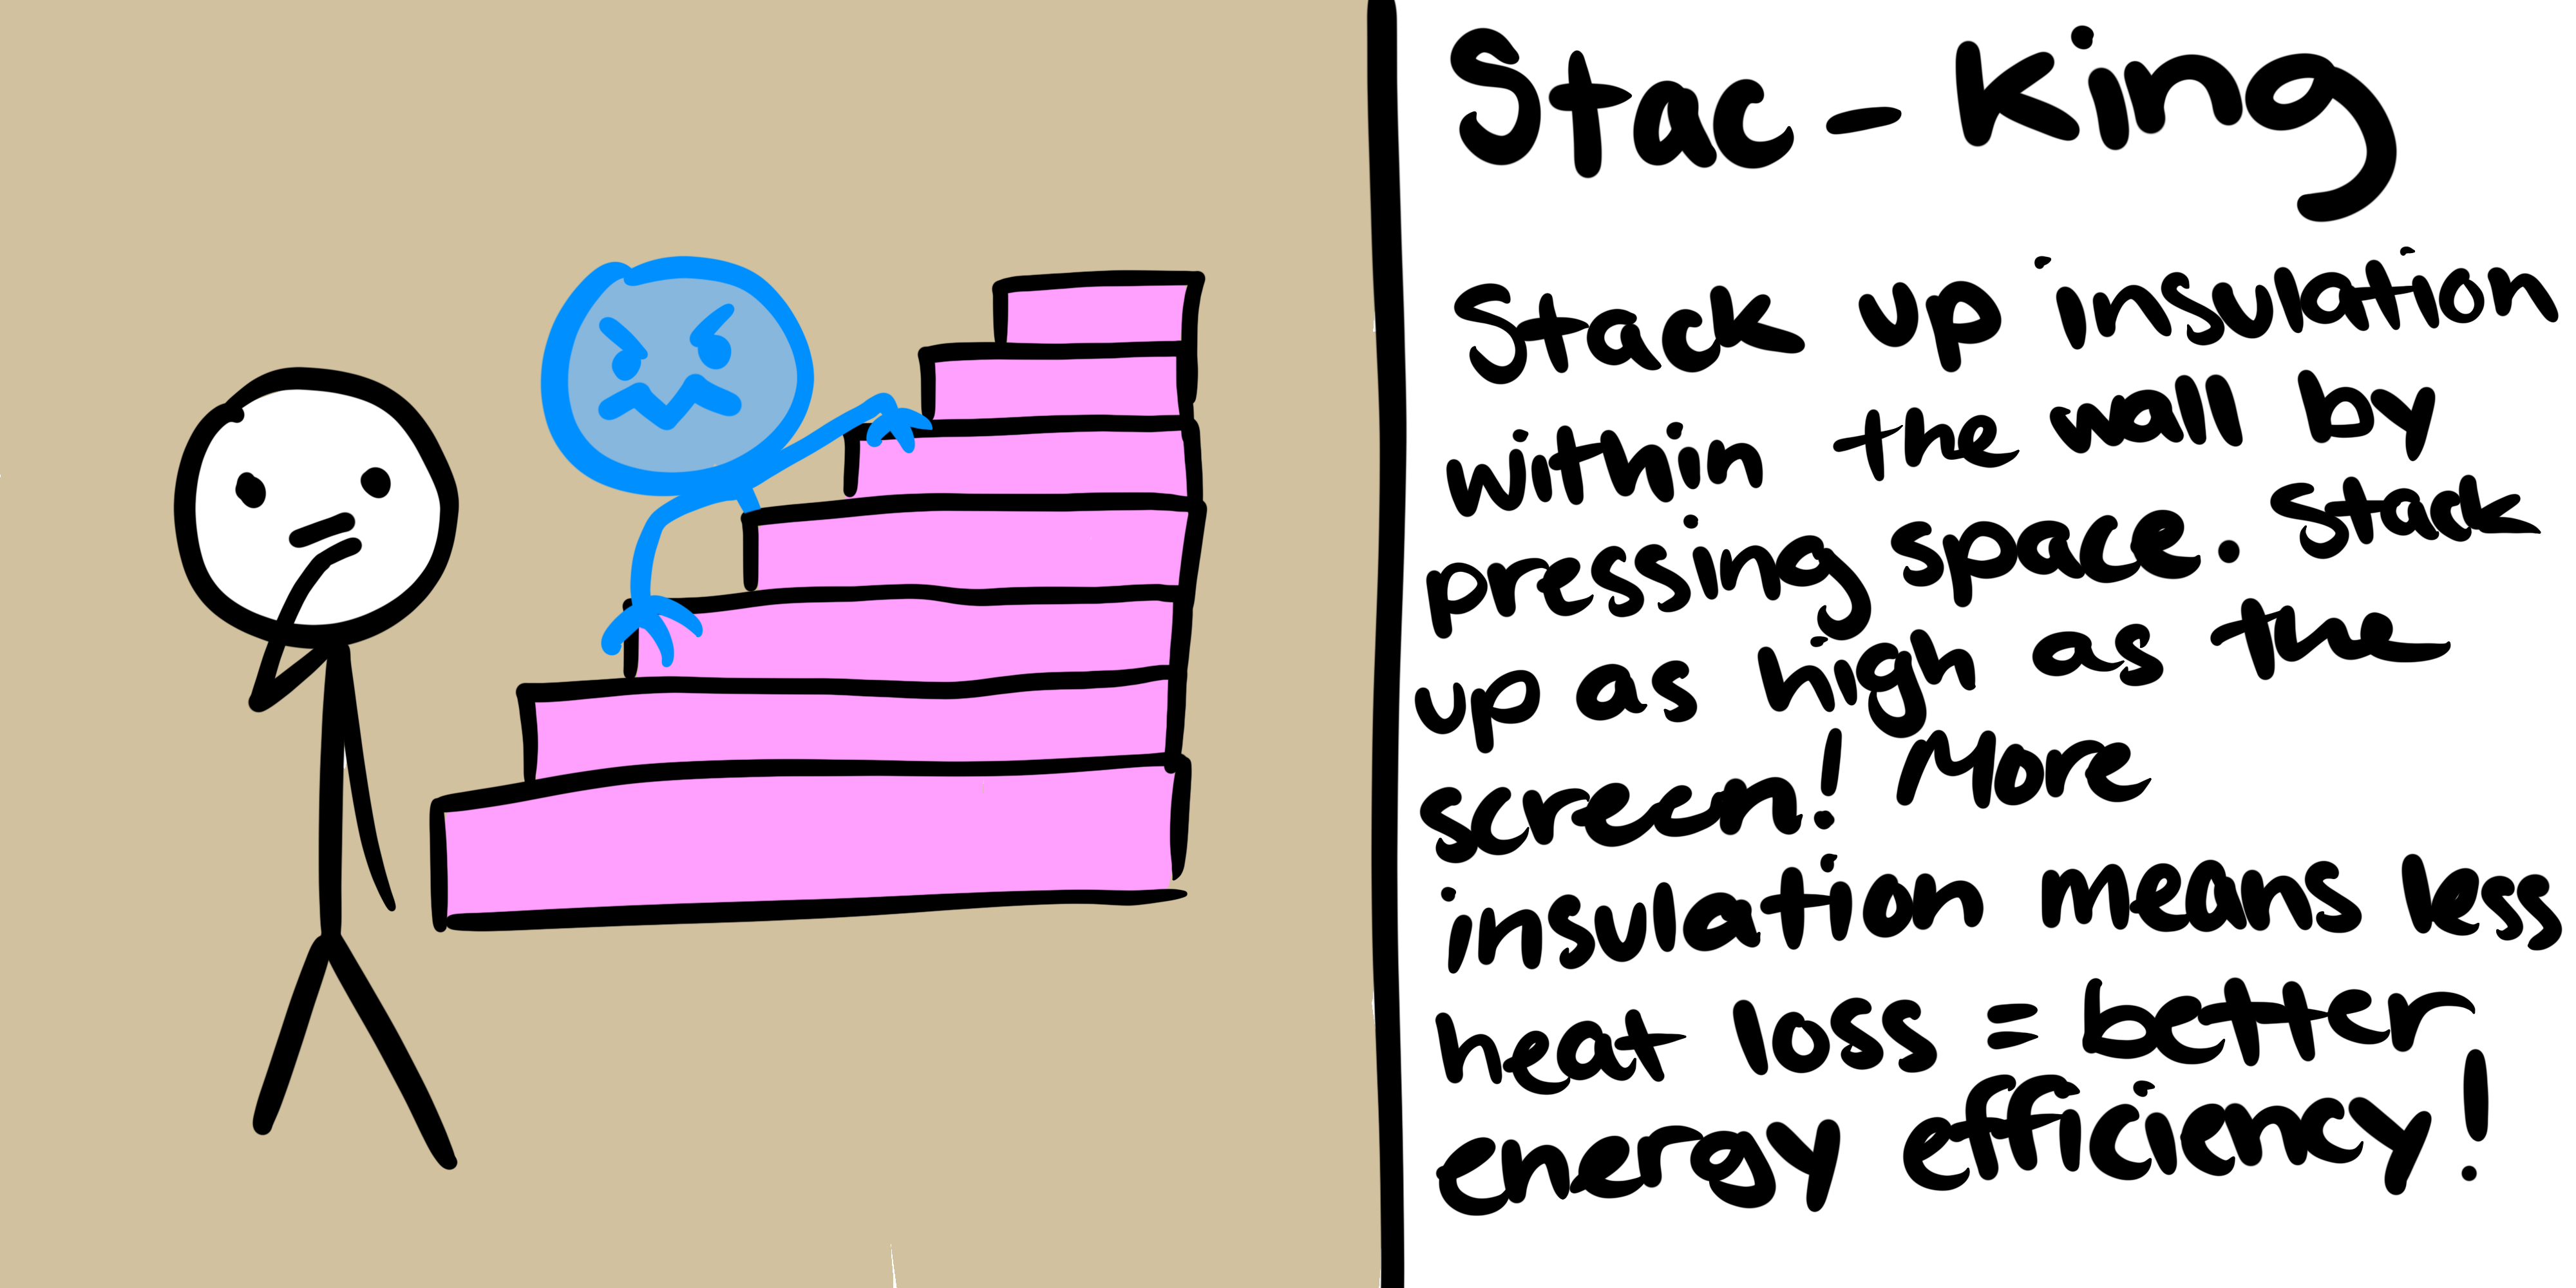 Stac-King
Stack up insulation
within the wall by
pressing space. Stack
up as high as the
screen! More
insulation means less
heat loss = better
energy efficiency!